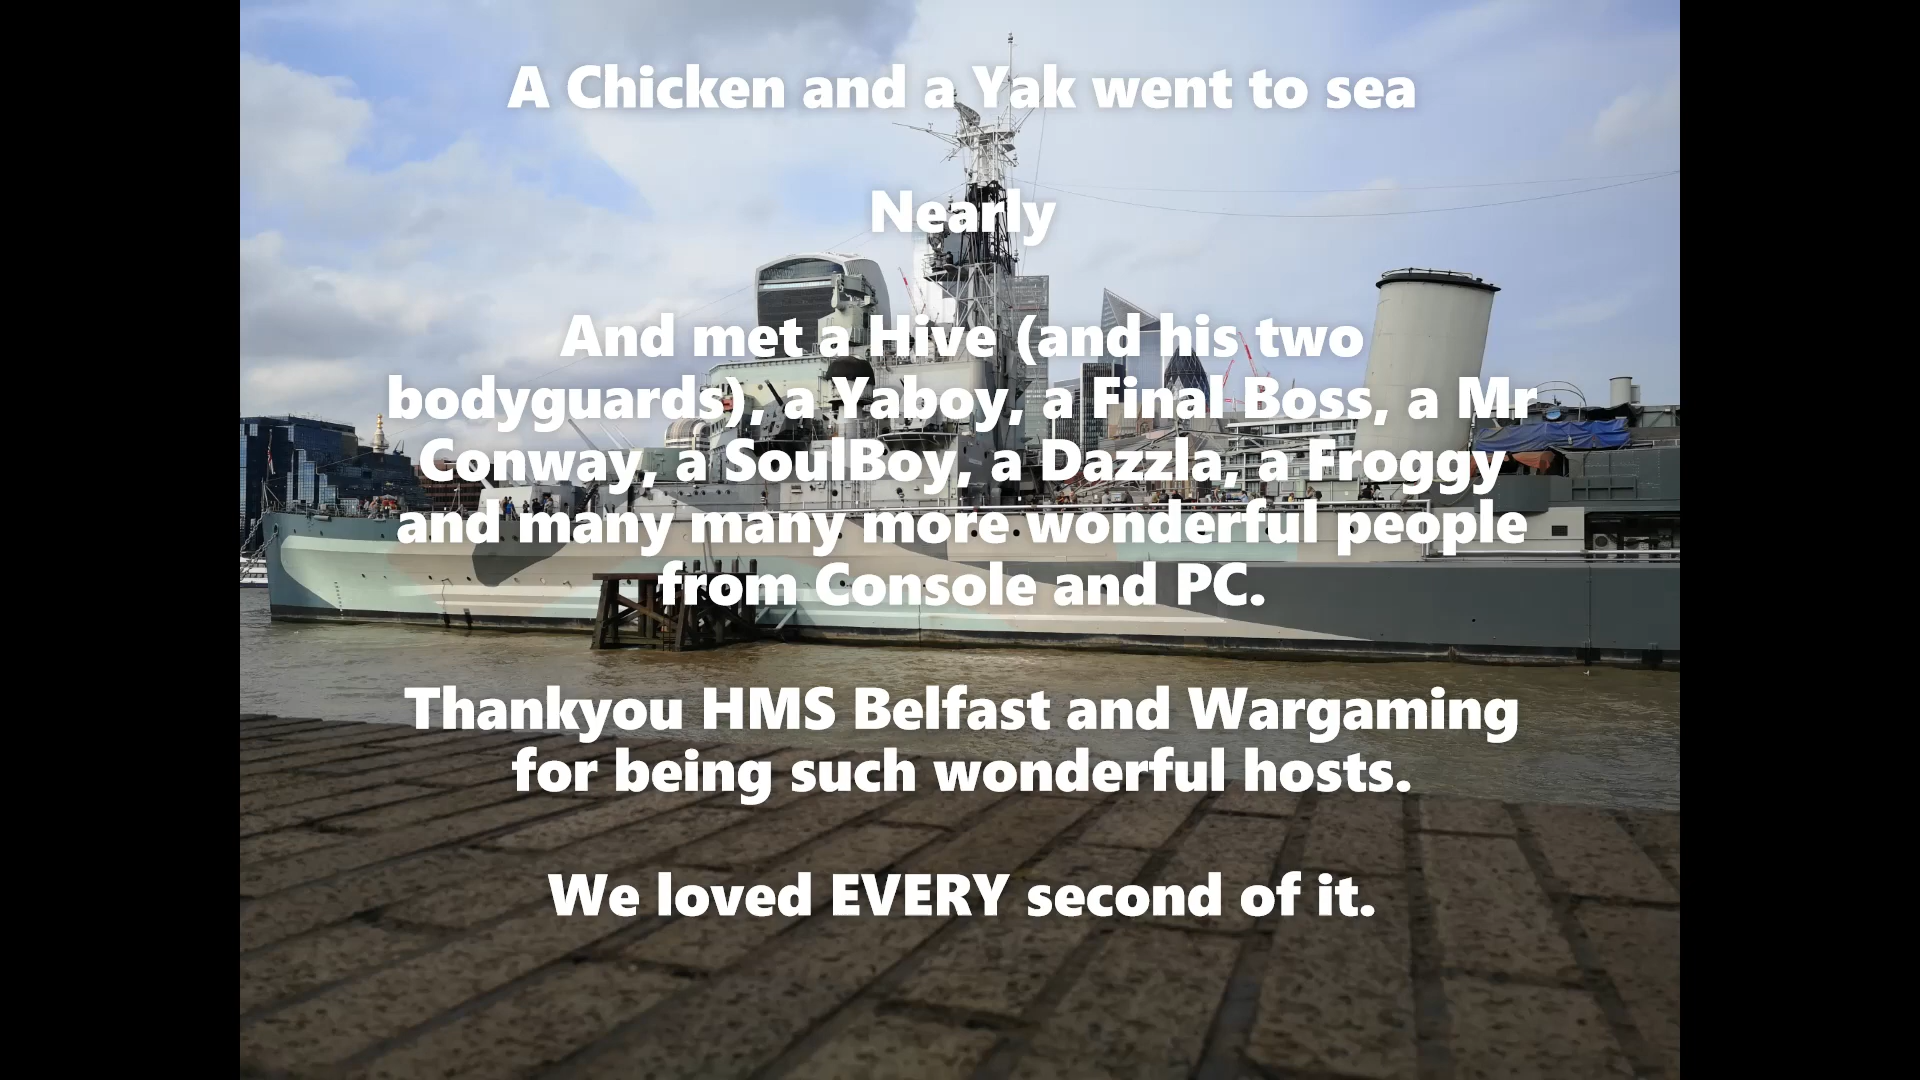 A Chicken and a Yak went to sea
Nearly
And met a Hive (and his two
bodyguards), a Yaboy, a Final Boss, a Mr
Conway, a SoulBoy, a Dazzla, a Froggy
and many many more wonderful people
from Console and PC.
Thankyou HMS Belfast and Wargaming
for being such wonderful hosts.
We loved EVERY second of it.